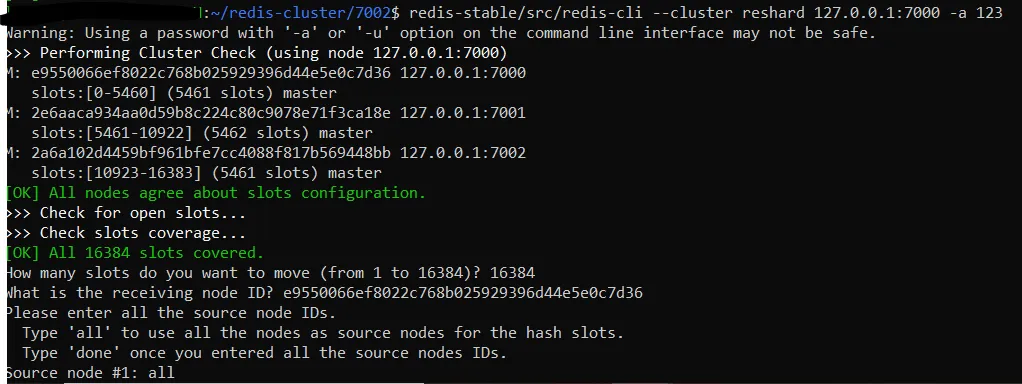 ]:~/redis-cluster/7002$ redis-stable/src/redis-cli --cluster reshard 127.0.0.1:7000 -a 123
Warning: Using a password with '-a' or '-u' option on the command line interface may not be safe.
>>> Performing Cluster Check (using node 127.0.0.1:7000)
M: e9550066ef8022c768b025929396d44e5e0c7d36 127.0.0.1:7000
   slots:[0-5460] (5461 slots) master
M: 2e6aaca934aa0d59b8c224c80c9078e71f3ca18e 127.0.0.1:7001
   slots:[5461-10922] (5462 slots) master
M: 2a6a102d4459bf961bfe7cc4088f817b569448bb 127.0.0.1:7002
   slots:[10923-16383] (5461 slots) master
[OK] All nodes agree about slots configuration.
>>> Check for open slots...
>>> Check slots coverage...
[OK] All 16384 slots covered.
How many slots do you want to move (from 1 to 16384)? 16384
What is the receiving node ID? e9550066ef8022c768b025929396d44e5e0c7d36
Please enter all the source node IDs.
  Type 'all' to use all the nodes as source nodes for the hash slots.
  Type 'done' once you entered all the source nodes IDs.
Source node #1: all